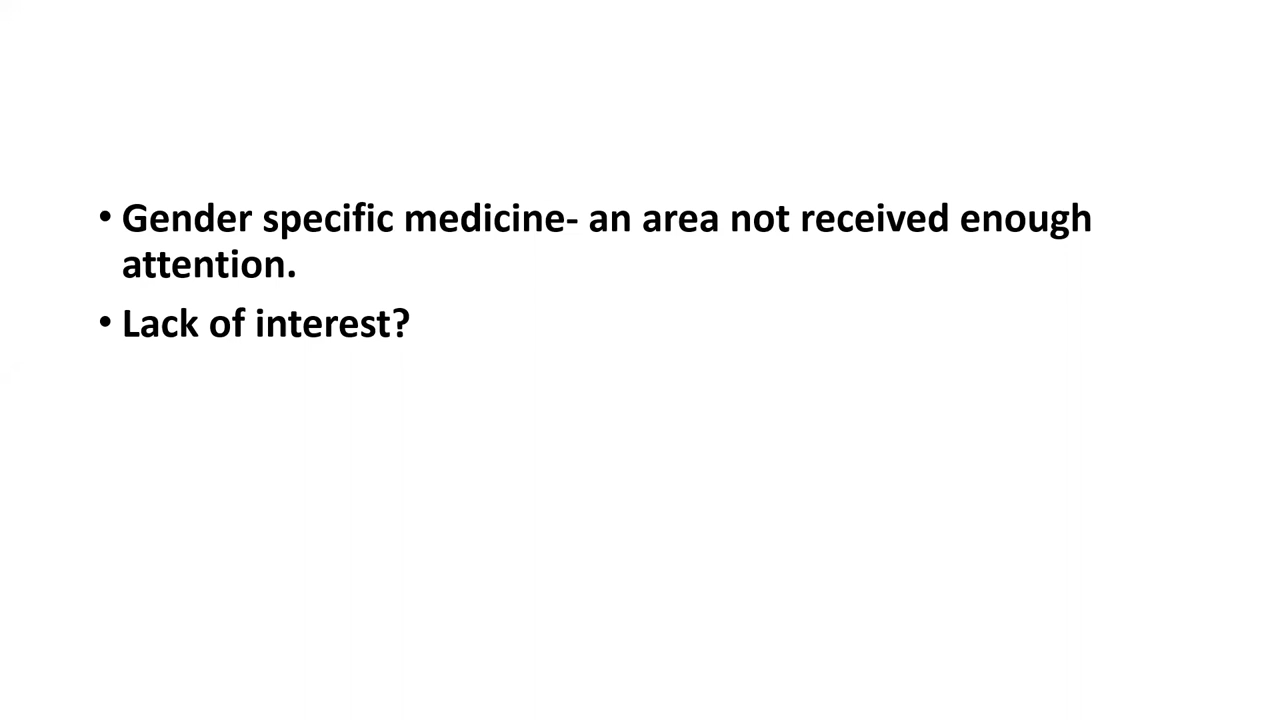 • Gender specific medicine- an area not received enough
attention.
• Lack of interest?